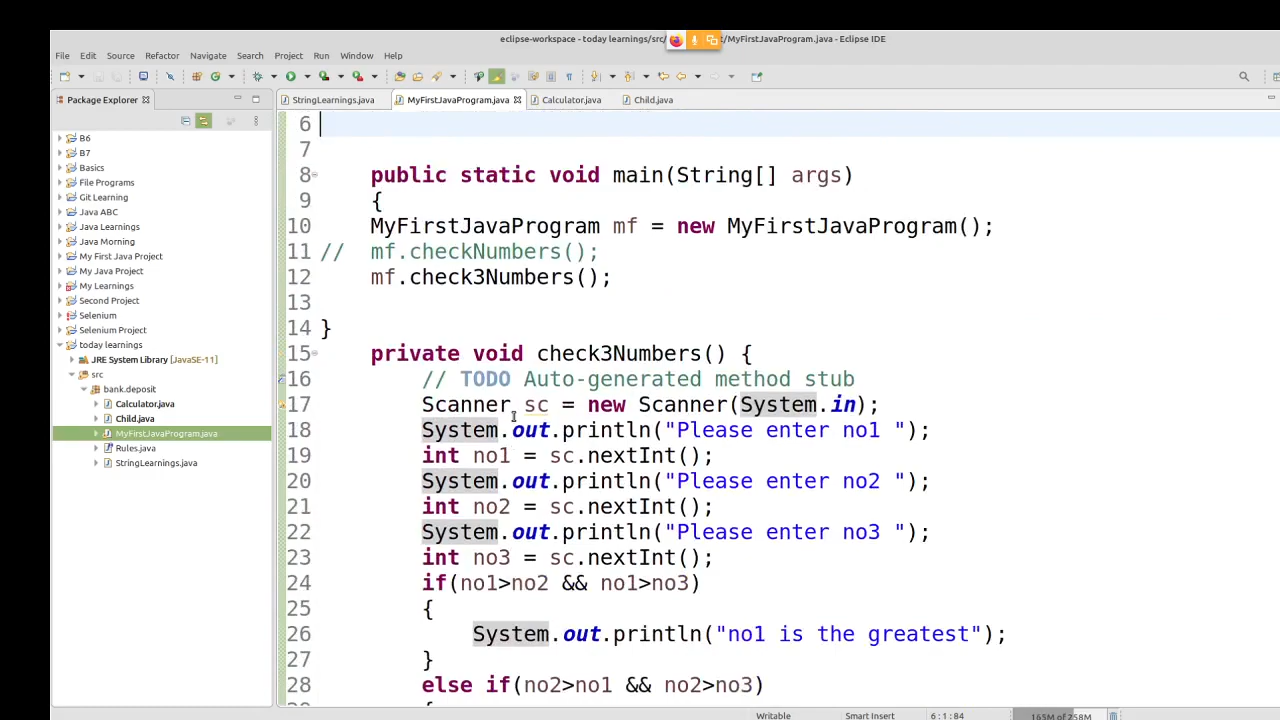 eclipse-workspace - today learnings/src/ t/MyFirstJavaProgram.java - Eclipse IDE
File Edit Source Refactor Navigate Search Project Run Window Help
Package Explorer
StringLearnings.java MyFirstJavaProgram.java Calculator.java Child.java
B6
B7
Basics
File Programs
Git Learning
Java ABC
Java Learnings
Java Morning
My First Java Project
My Java Project
My Learnings
Second Project
Selenium
Selenium Project
today learnings
JRE System Library [JavaSE-11]
src
bank.deposit
Calculator.java
Child.java
MyFirstJavaProgram.java
Rules.java
StringLearnings.java
6
7
8 public static void main(String[] args)
9 {
10 MyFirstJavaProgram mf = new MyFirstJavaProgram();
11 // mf.checkNumbers();
12 mf.check3Numbers();
13
14 }
15 private void check3Numbers() {
16 // TODO Auto-generated method stub
17 Scanner sc = new Scanner(System.in);
18 System.out.println("Please enter no1 ");
19 int no1 = sc.nextInt();
20 System.out.println("Please enter no2 ");
21 int no2 = sc.nextInt();
22 System.out.println("Please enter no3 ");
23 int no3 = sc.nextInt();
24 if(no1>no2 && no1>no3)
25 {
26 System.out.println("no1 is the greatest");
27 }
28 else if(no2>no1 && no2>no3)
Writable Smart Insert 6:1:84 165M of 258M